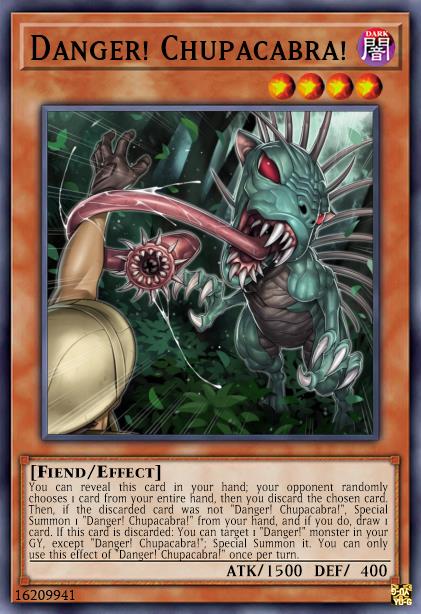 DANGER! CHUPACABRA!
DARK
闇
[FIEND/EFFECT]
You can reveal this card in your hand; your opponent randomly
chooses 1 card from your entire hand, then you discard the chosen card.
Then, if the discarded card was not "Danger! Chupacabra!", Special
Summon 1 "Danger! Chupacabra!" from your hand, and if you do, draw 1
card. If this card is discarded: You can target 1 "Danger!" monster in your
GY, except "Danger! Chupacabra!"; Special Summon it. You can only
use this effect of "Danger! Chupacabra!" once per turn.
ATK/1500 DEF/ 400
16209941